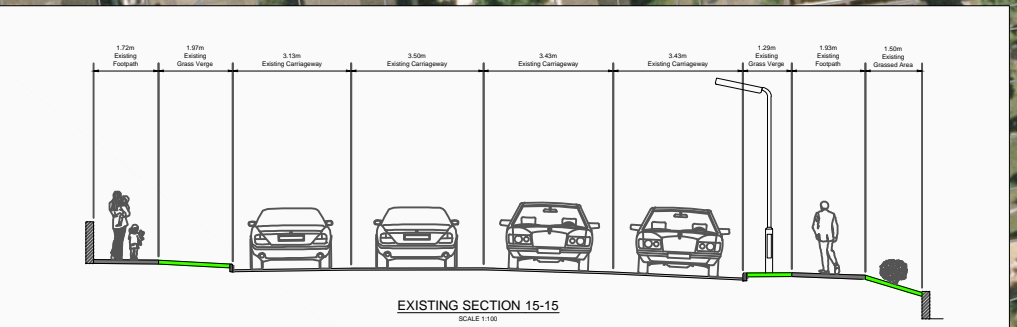 1.72m
Existing
Footpath
1.97m
Existing
Grass Verge
3.13m
Existing Carriageway
3.50m
Existing Carriageway
3.43m
Existing Carriageway
3.43m
Existing Carriageway
1.29m
Existing
Grass Verge
1.93m
Existing
Footpath
1.50m
Existing
Grassed Area
EXISTING SECTION 15-15
SCALE 1:100